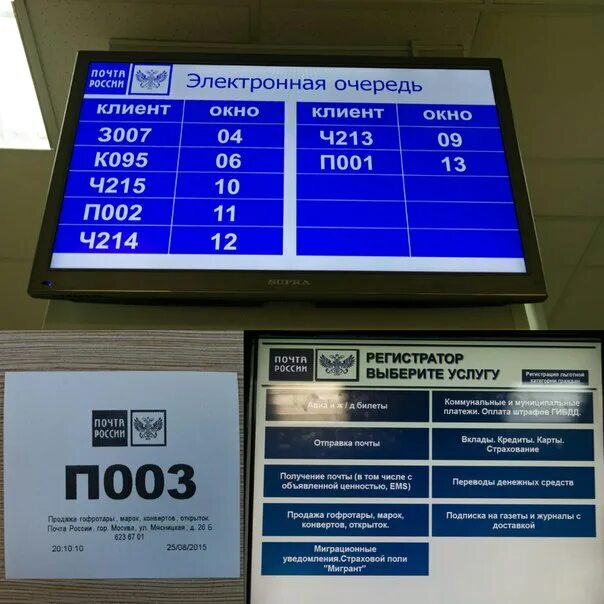 ПОЧТА РОССИИ Электронная очередь
клиент окно клиент окно
З007 04 Ч213 09
К095 06 П001 13
Ч215 10
П002 11
Ч214 12
SUPRA
ПОЧТА
РОССИИ
П003
Продажа гофротары, марок, конвертов, открыток.
Почта России, гор. Москва, ул. Мясницкая, д. 26 Б
623 67 01
20:10:10 25/08/2015
ПОЧТА
РОССИИ
РЕГИСТРАТОР
ВЫБЕРИТЕ УСЛУГУ
Регистрация льготной
категории граждан
Авиа и ж / д билеты
Коммунальные и муниципальные
платежи. Оплата штрафов ГИБДД.
Отправка почты
Вклады. Кредиты. Карты.
Страхование
Получение почты (в том числе с
объявленной ценностью, EMS)
Переводы денежных средств
Продажа гофротары, марок,
конвертов, открыток.
Подписка на газеты и журналы с
доставкой
Миграционные
уведомления.Страховой поли
"Мигрант"